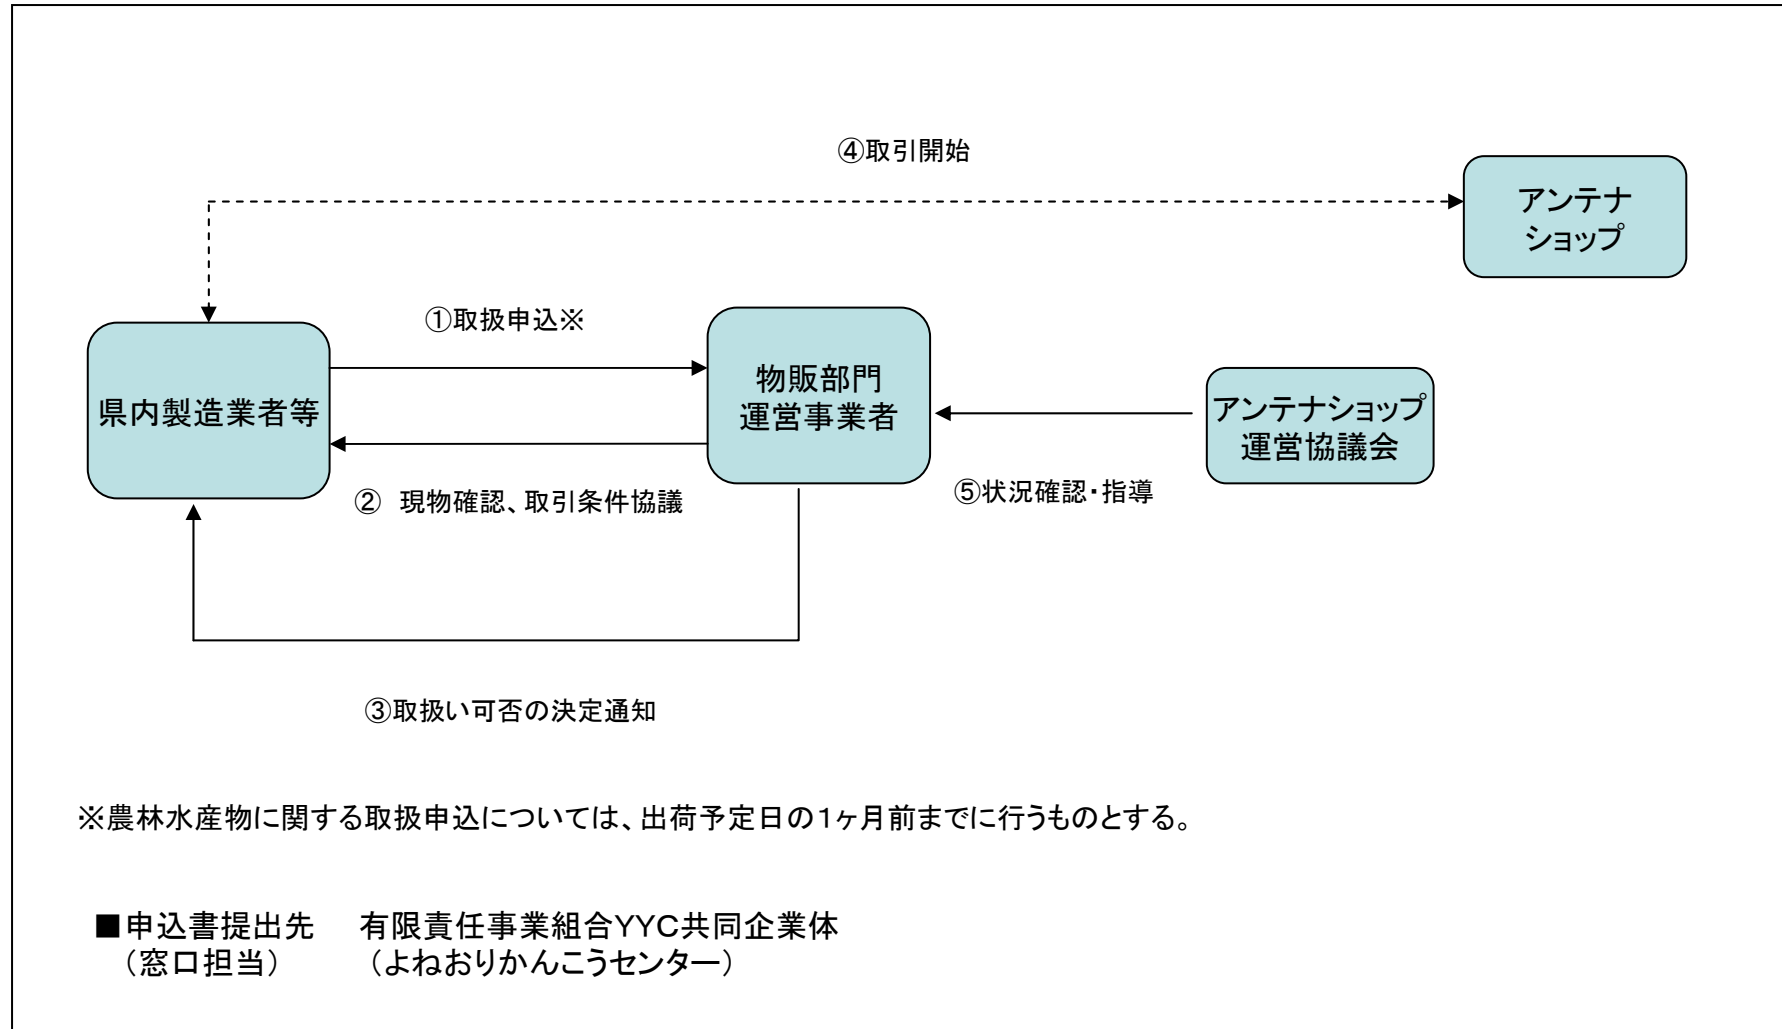 ④取引開始
アンテナ
ショップ
①取扱申込※
県内製造業者等
物販部門
運営事業者
アンテナショップ
運営協議会
② 現物確認、取引条件協議
⑤状況確認・指導
③取扱い可否の決定通知
※農林水産物に関する取扱申込については、出荷予定日の1ヶ月前までに行うものとする。
■申込書提出先 有限責任事業組合YYC共同企業体
（窓口担当） （よねおりかんこうセンター）